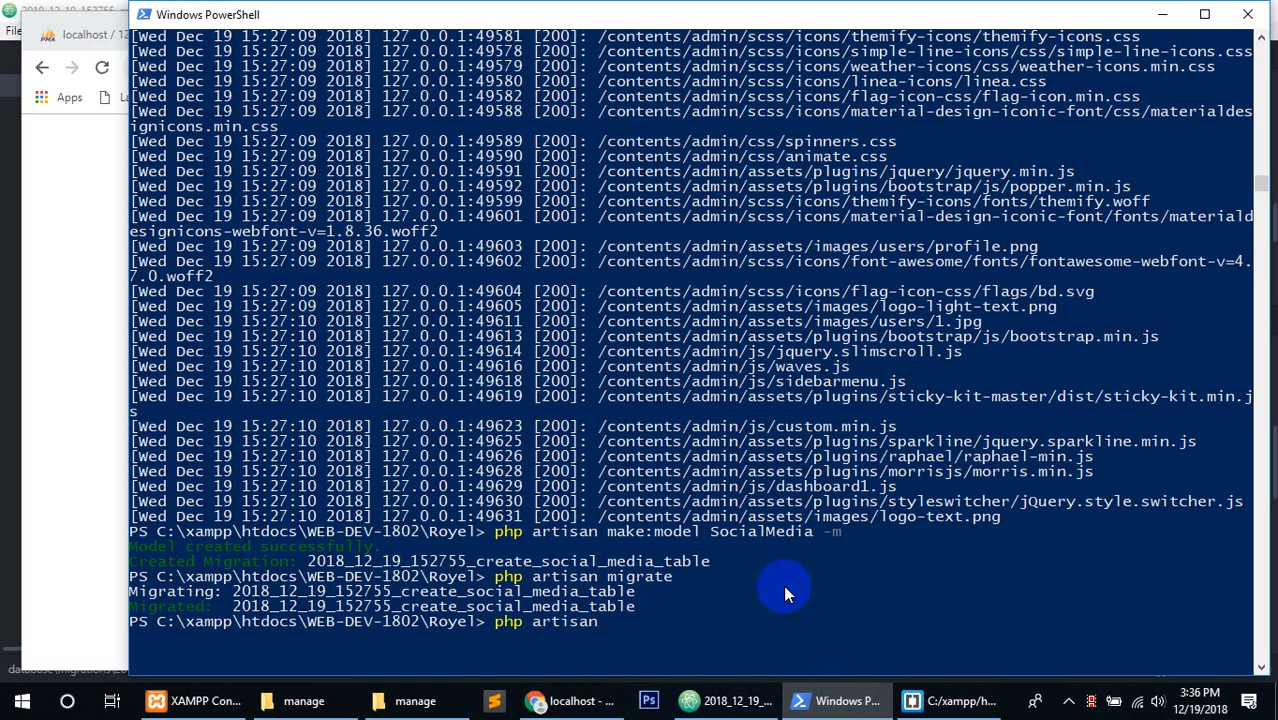 Windows PowerShell
File
localhost / 12
Apps
La
[Wed Dec 19 15:27:09 2018] 127.0.0.1:49581 [200]: /contents/admin/scss/icons/themify-icons/themify-icons.css
[Wed Dec 19 15:27:09 2018] 127.0.0.1:49578 [200]: /contents/admin/scss/icons/simple-line-icons/css/simple-line-icons.css
[Wed Dec 19 15:27:09 2018] 127.0.0.1:49579 [200]: /contents/admin/scss/icons/weather-icons/css/weather-icons.min.css
[Wed Dec 19 15:27:09 2018] 127.0.0.1:49580 [200]: /contents/admin/scss/icons/linea-icons/linea.css
[Wed Dec 19 15:27:09 2018] 127.0.0.1:49582 [200]: /contents/admin/scss/icons/flag-icon-css/flag-icon.min.css
[Wed Dec 19 15:27:09 2018] 127.0.0.1:49588 [200]: /contents/admin/scss/icons/material-design-iconic-font/css/materialdes
ignicons.min.css
[Wed Dec 19 15:27:09 2018] 127.0.0.1:49589 [200]: /contents/admin/css/spinners.css
[Wed Dec 19 15:27:09 2018] 127.0.0.1:49590 [200]: /contents/admin/css/animate.css
[Wed Dec 19 15:27:09 2018] 127.0.0.1:49591 [200]: /contents/admin/assets/plugins/jquery/jquery.min.js
[Wed Dec 19 15:27:09 2018] 127.0.0.1:49592 [200]: /contents/admin/assets/plugins/bootstrap/js/popper.min.js
[Wed Dec 19 15:27:09 2018] 127.0.0.1:49599 [200]: /contents/admin/scss/icons/themify-icons/fonts/themify.woff
[Wed Dec 19 15:27:09 2018] 127.0.0.1:49601 [200]: /contents/admin/scss/icons/material-design-iconic-font/fonts/materiald
esignicons-webfont-v=1.8.36.woff2
[Wed Dec 19 15:27:09 2018] 127.0.0.1:49603 [200]: /contents/admin/assets/images/users/profile.png
[Wed Dec 19 15:27:09 2018] 127.0.0.1:49602 [200]: /contents/admin/scss/icons/font-awesome/fonts/fontawesome-webfont-v=4.
7.0.woff2
[Wed Dec 19 15:27:09 2018] 127.0.0.1:49604 [200]: /contents/admin/scss/icons/flag-icon-css/flags/bd.svg
[Wed Dec 19 15:27:09 2018] 127.0.0.1:49605 [200]: /contents/admin/assets/images/logo-light-text.png
[Wed Dec 19 15:27:10 2018] 127.0.0.1:49611 [200]: /contents/admin/assets/images/users/1.jpg
[Wed Dec 19 15:27:10 2018] 127.0.0.1:49613 [200]: /contents/admin/assets/plugins/bootstrap/js/bootstrap.min.js
[Wed Dec 19 15:27:10 2018] 127.0.0.1:49614 [200]: /contents/admin/js/jquery.slimscroll.js
[Wed Dec 19 15:27:10 2018] 127.0.0.1:49616 [200]: /contents/admin/js/waves.js
[Wed Dec 19 15:27:10 2018] 127.0.0.1:49618 [200]: /contents/admin/js/sidebarmenu.js
[Wed Dec 19 15:27:10 2018] 127.0.0.1:49619 [200]: /contents/admin/assets/plugins/sticky-kit-master/dist/sticky-kit.min.j
s
[Wed Dec 19 15:27:10 2018] 127.0.0.1:49623 [200]: /contents/admin/js/custom.min.js
[Wed Dec 19 15:27:10 2018] 127.0.0.1:49625 [200]: /contents/admin/assets/plugins/sparkline/jquery.sparkline.min.js
[Wed Dec 19 15:27:10 2018] 127.0.0.1:49626 [200]: /contents/admin/assets/plugins/raphael/raphael-min.js
[Wed Dec 19 15:27:10 2018] 127.0.0.1:49628 [200]: /contents/admin/assets/plugins/morrisjs/morris.min.js
[Wed Dec 19 15:27:10 2018] 127.0.0.1:49629 [200]: /contents/admin/js/dashboard1.js
[Wed Dec 19 15:27:10 2018] 127.0.0.1:49630 [200]: /contents/admin/assets/plugins/styleswitcher/jQuery.style.switcher.js
[Wed Dec 19 15:27:10 2018] 127.0.0.1:49631 [200]: /contents/admin/assets/images/logo-text.png
PS C:\xampp\htdocs\WEB-DEV-1802\Royel> php artisan make:model SocialMedia -m
Model created successfully.
Created Migration: 2018_12_19_152755_create_social_media_table
PS C:\xampp\htdocs\WEB-DEV-1802\Royel> php artisan migrate
Migrating: 2018_12_19_152755_create_social_media_table
Migrated:  2018_12_19_152755_create_social_media_table
PS C:\xampp\htdocs\WEB-DEV-1802\Royel> php artisan
XAMPP Con...
manage
manage
localhost - ...
2018_12_19_...
Windows P...
C:/xampp/h...
3:36 PM
12/19/2018